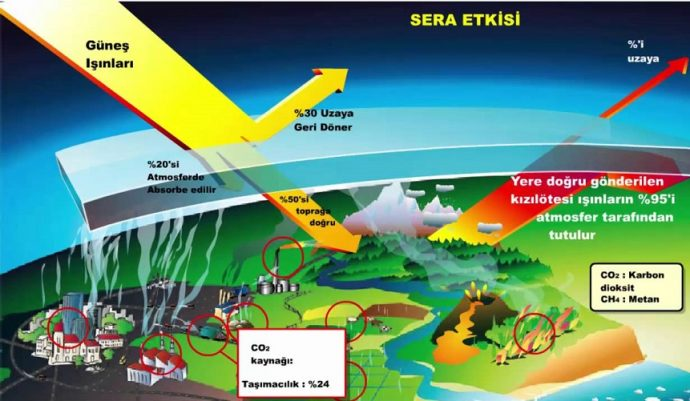 SERA ETKİSİ
Güneş
Işınları
%'i
uzaya
%30 Uzaya
Geri Döner
%20'si
Atmosferde
Absorbe edilir
%50'si
toprağa
doğru
Yere doğru gönderilen
kızılötesi ışınların %95'i
atmosfer tarafından
tutulur
CO₂ : Karbon
dioksit
CH₄ : Metan
CO₂
kaynağı:
Taşımacılık : %24